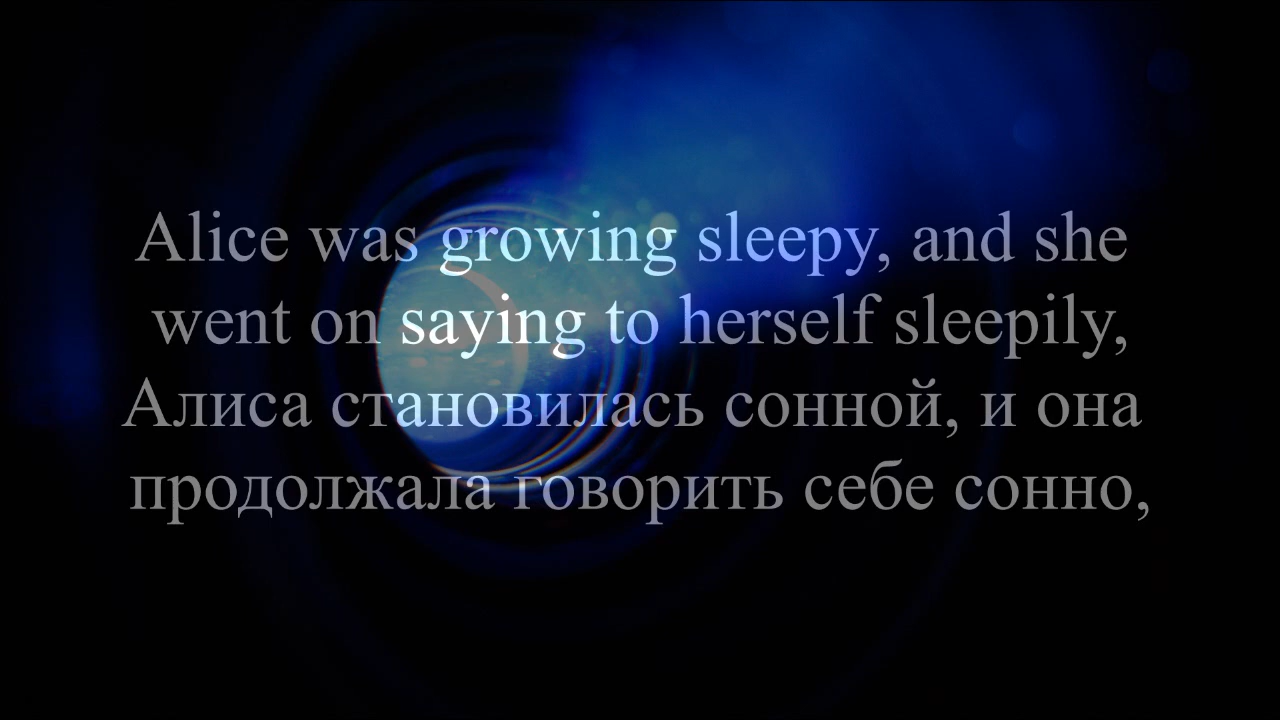 Alice was growing sleepy, and she
went on saying to herself sleepily,
Алиса становилась сонной, и она
продолжала говорить себе сонно,